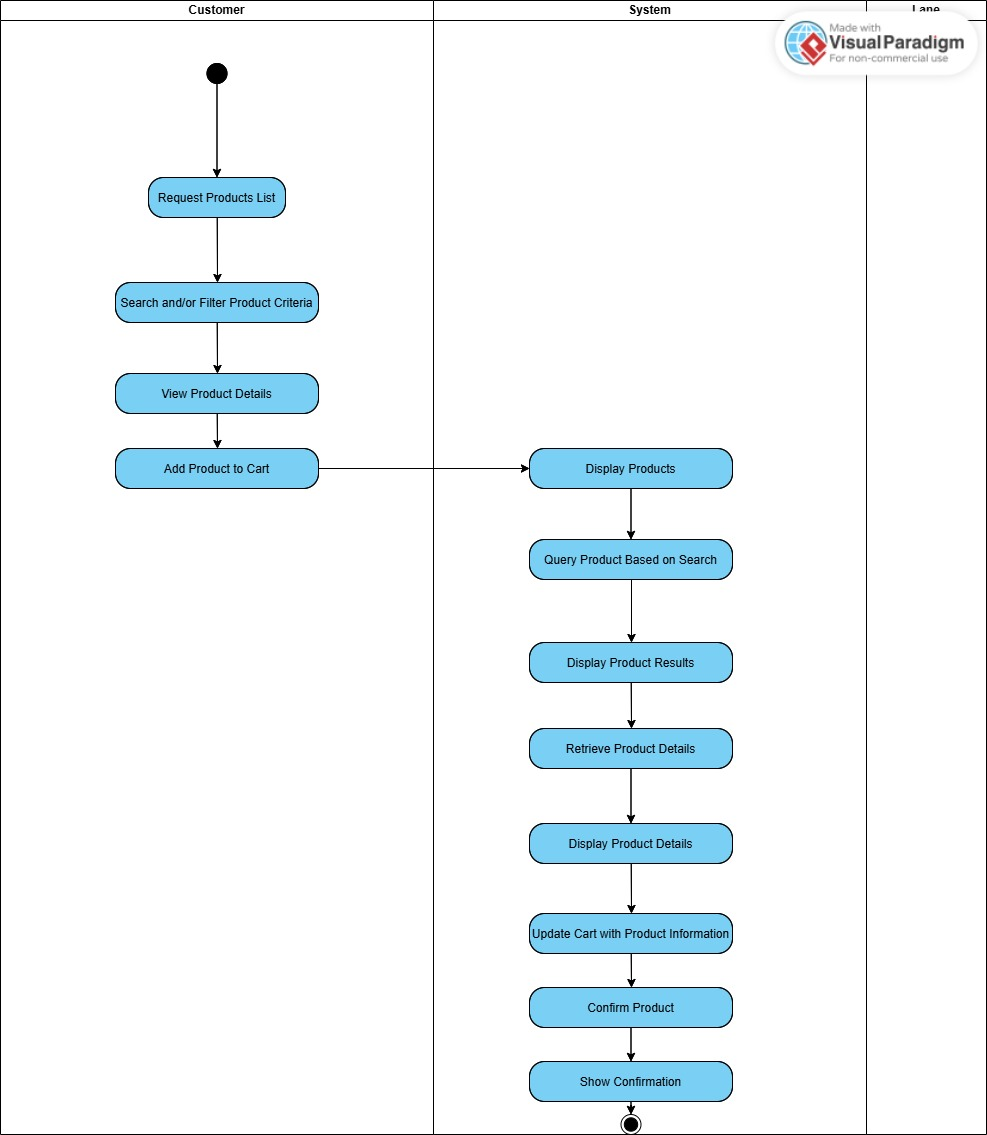 Customer
System
Lane
Made with
VisualParadigm
For non-commercial use
Request Products List
Search and/or Filter Product Criteria
View Product Details
Add Product to Cart
Display Products
Query Product Based on Search
Display Product Results
Retrieve Product Details
Display Product Details
Update Cart with Product Information
Confirm Product
Show Confirmation